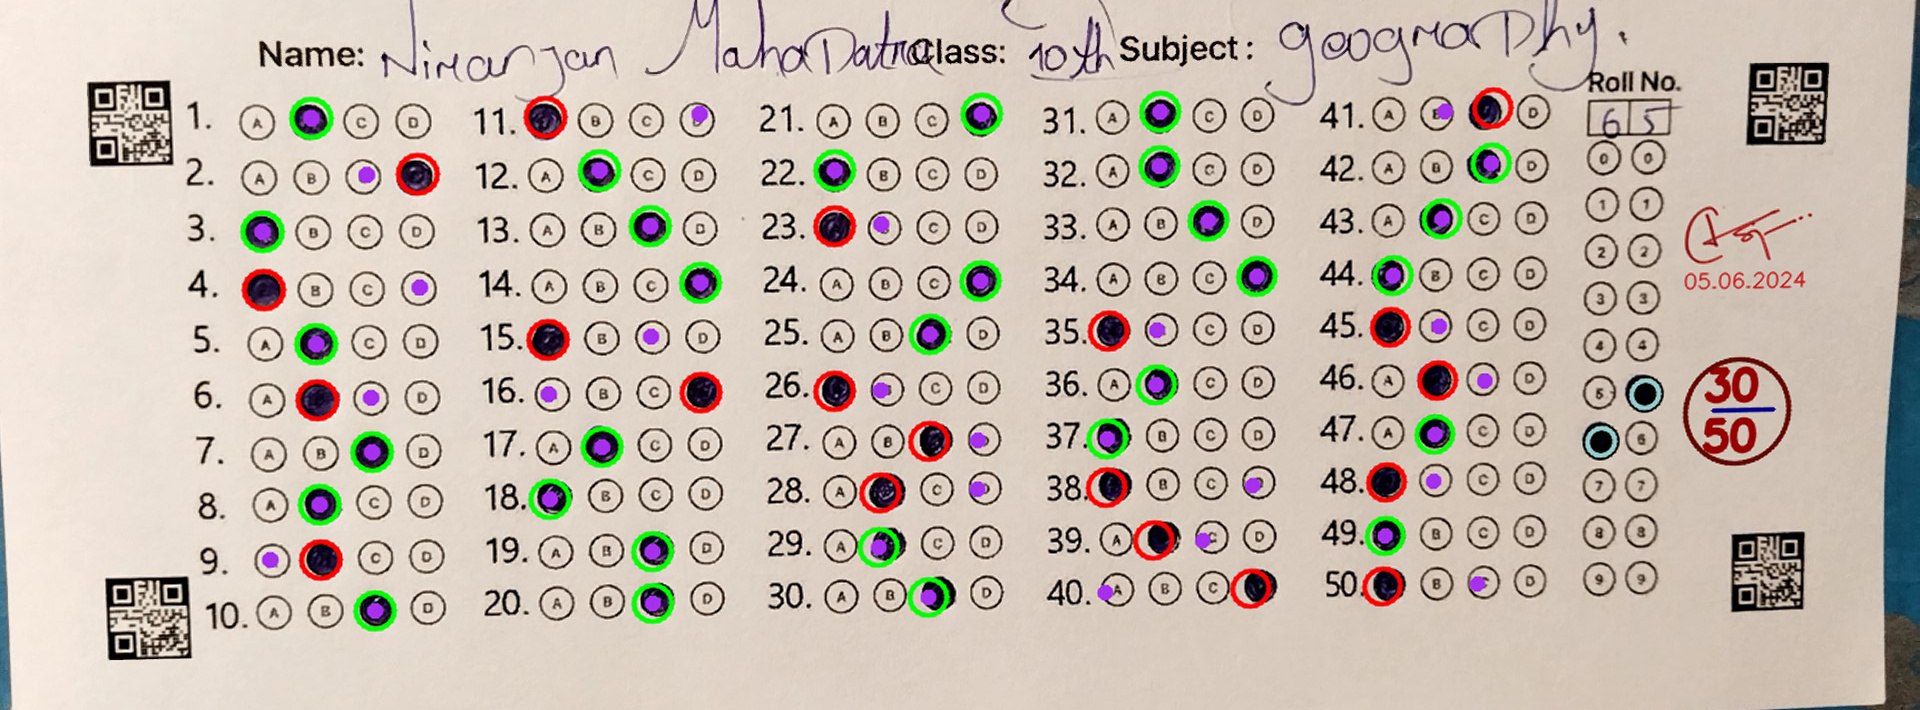 Name: Niranjan Mahapatra Class: 10th Subject: geography.
1. A C D
2. A B
3. B C D
4. B C
5. A C D
6. A D
7. A B D
8. A C D
9. C D
10. A B D
11. B C
12. A C D
13. A B D
14. A B C
15. B D
16. B C
17. A C D
18. B C D
19. A B D
20. A B D
21. A B C
22. B C D
23. C D
24. A B C
25. A B D
26. C D
27. A B
28. A C
29. A C D
30. A B D
31. A C D
32. A C D
33. A B D
34. A B C
35. C D
36. A C D
37. B C D
38. B C
39. A C D
40. A B C
41. A D
42. A B D
43. A C D
44. B C D
45. C D
46. A D
47. A C D
48. C D
49. B C D
50. B D
Roll No.
6 5
0 0
1 1
2 2
3 3
4 4
5
6
7 7
8 8
9 9
05.06.2024
30
50